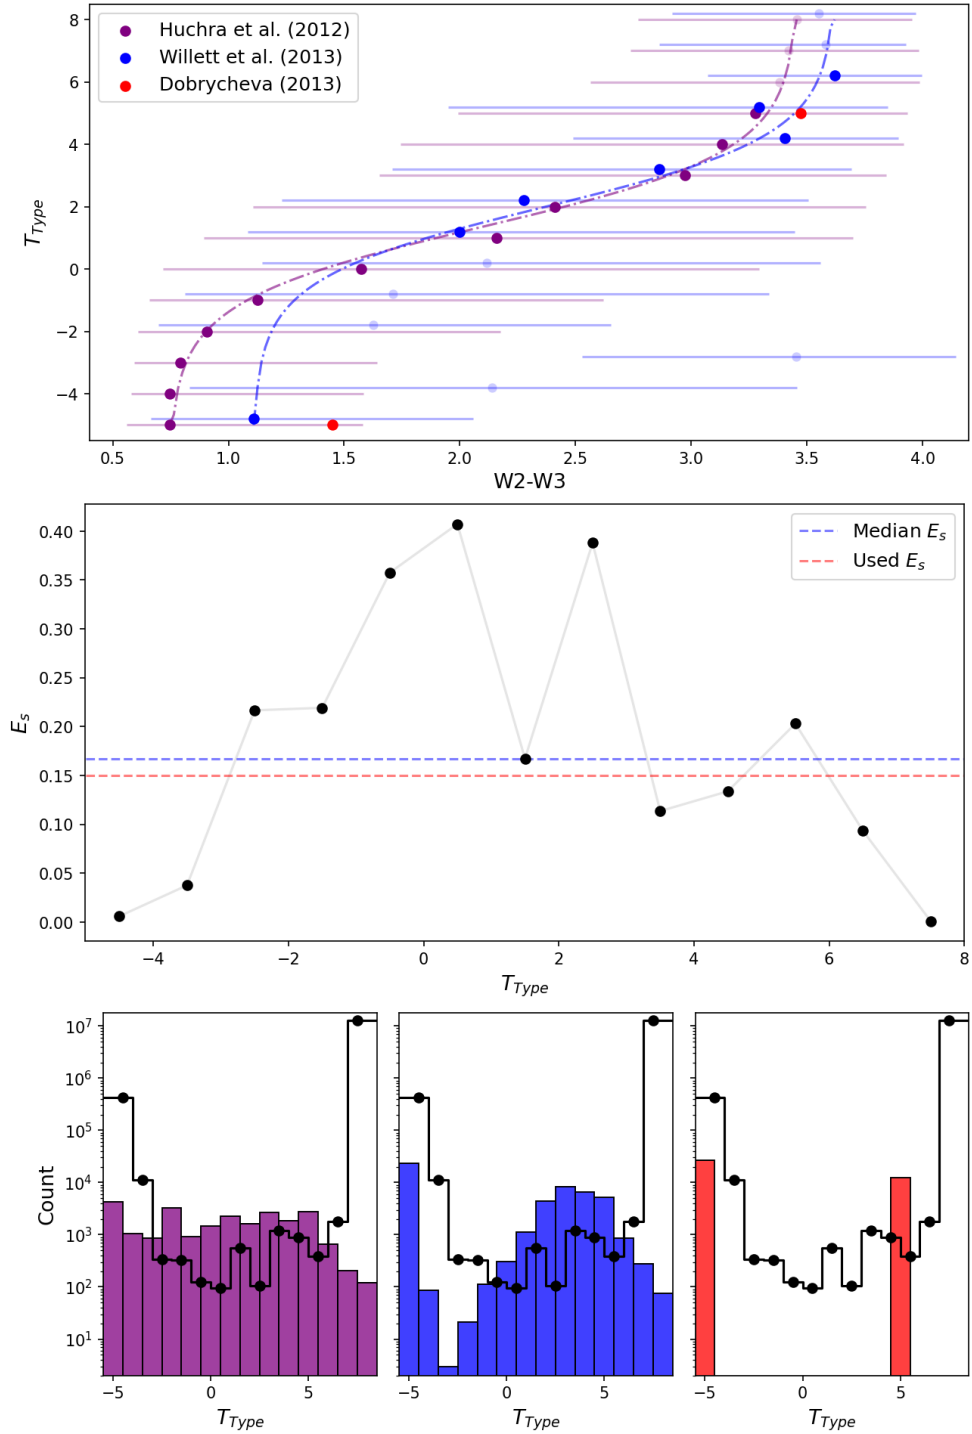 Huchra et al. (2012)
Willett et al. (2013)
Dobrycheva (2013)
8
6
4
2
0
−2
−4
T_Type
0.5 1.0 1.5 2.0 2.5 3.0 3.5 4.0
W2-W3
Median E_s
Used E_s
0.40
0.35
0.30
0.25
0.20
0.15
0.10
0.05
0.00
E_s
−4 −2 0 2 4 6 8
T_Type
10^7
10^6
10^5
10^4
10^3
10^2
10^1
Count
−5 0 5
T_Type
−5 0 5
T_Type
−5 0 5
T_Type